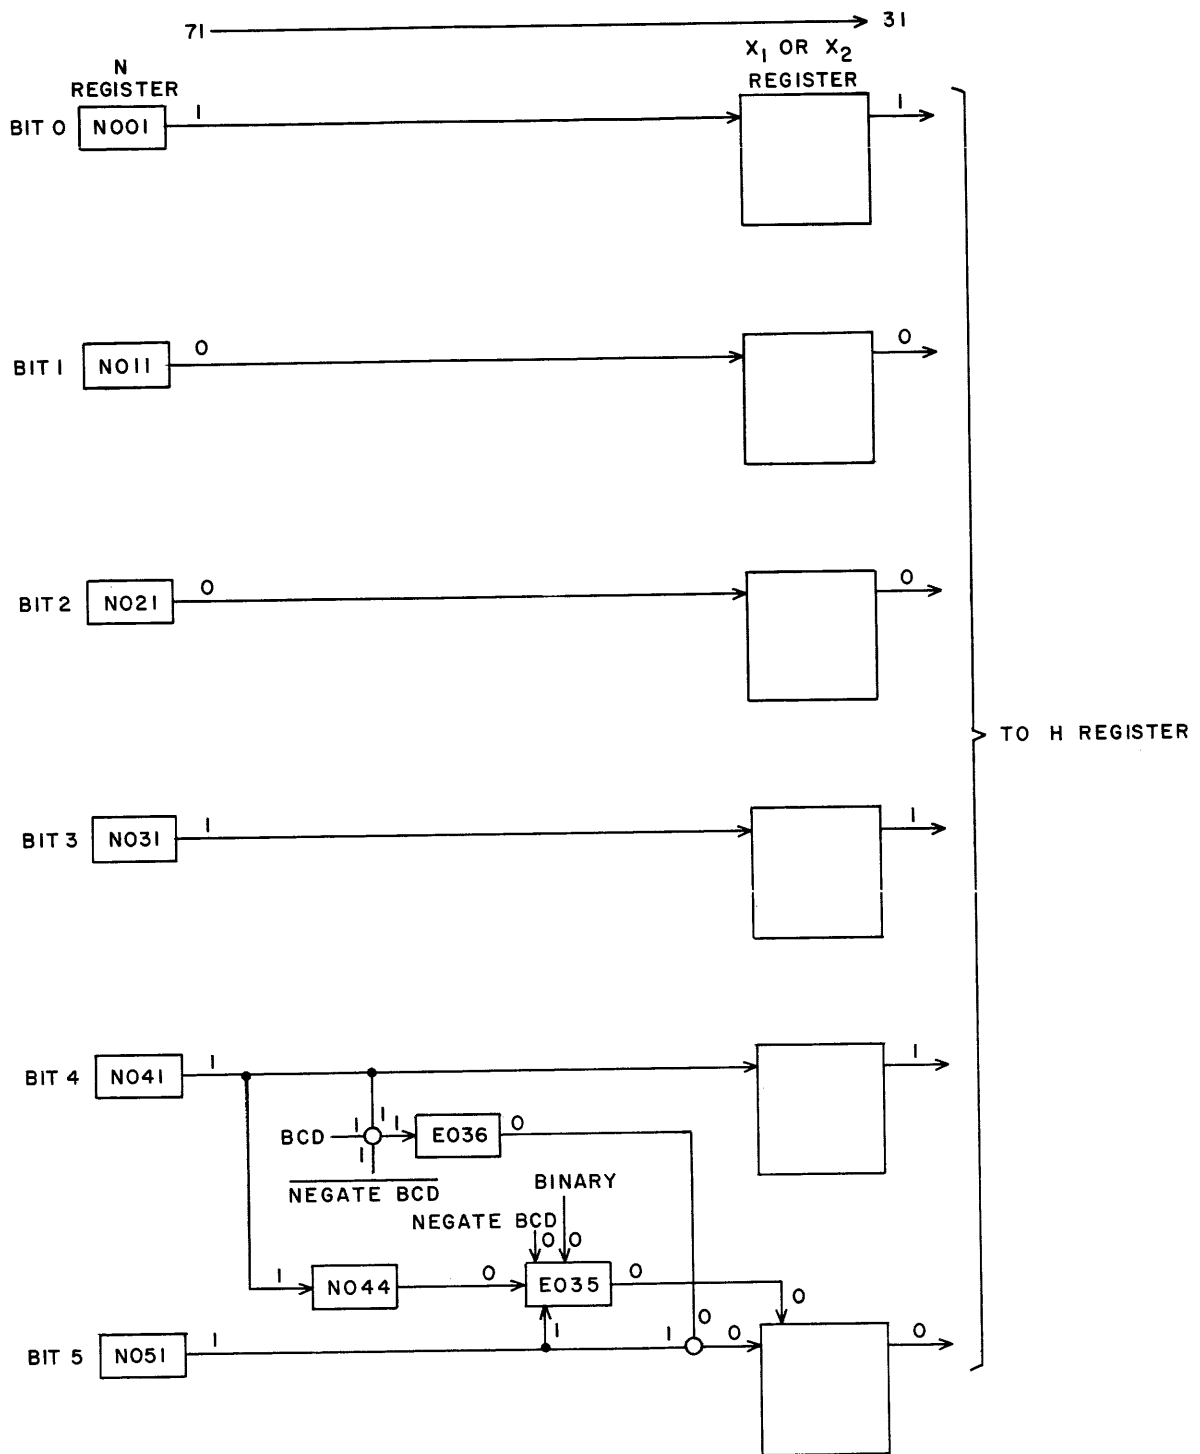 71 31
N
REGISTER
X1 OR X2
REGISTER
BIT 0 N001 1 1
BIT 1 N011 0 0
BIT 2 N021 0 0
TO H REGISTER
BIT 3 N031 1 1
BIT 4 N041 1 1
1
BCD 1 1 E036 0
1
NEGATE BCD
BINARY
NEGATE BCD
0 0
1 N044 0 E035 0
0
0
1
BIT 5 N051 1 1 0 0